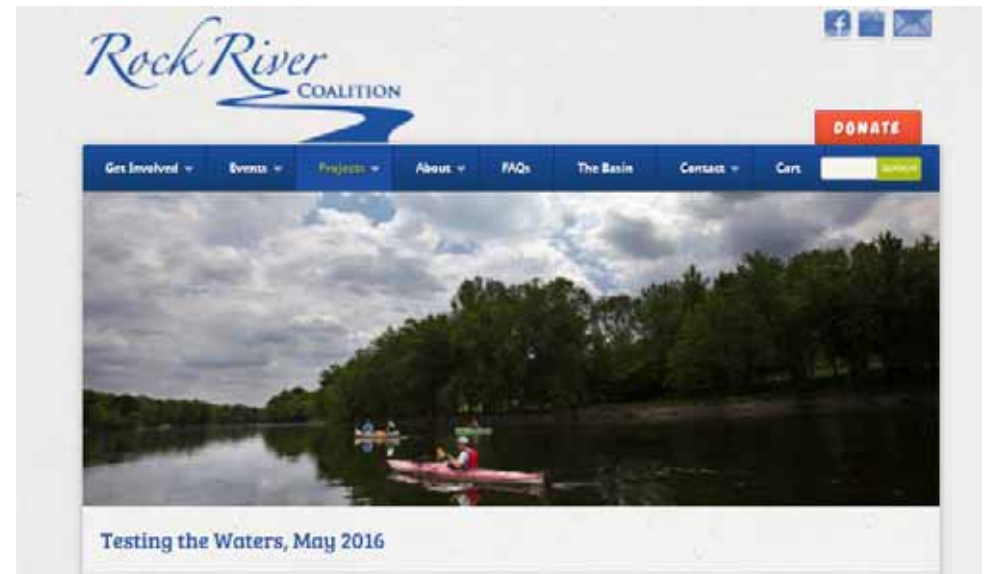 Rock River
COALITION
DONATE
Get Involved Events Projects About FAQs The Basin Contact Cart SEARCH
Testing the Waters, May 2016